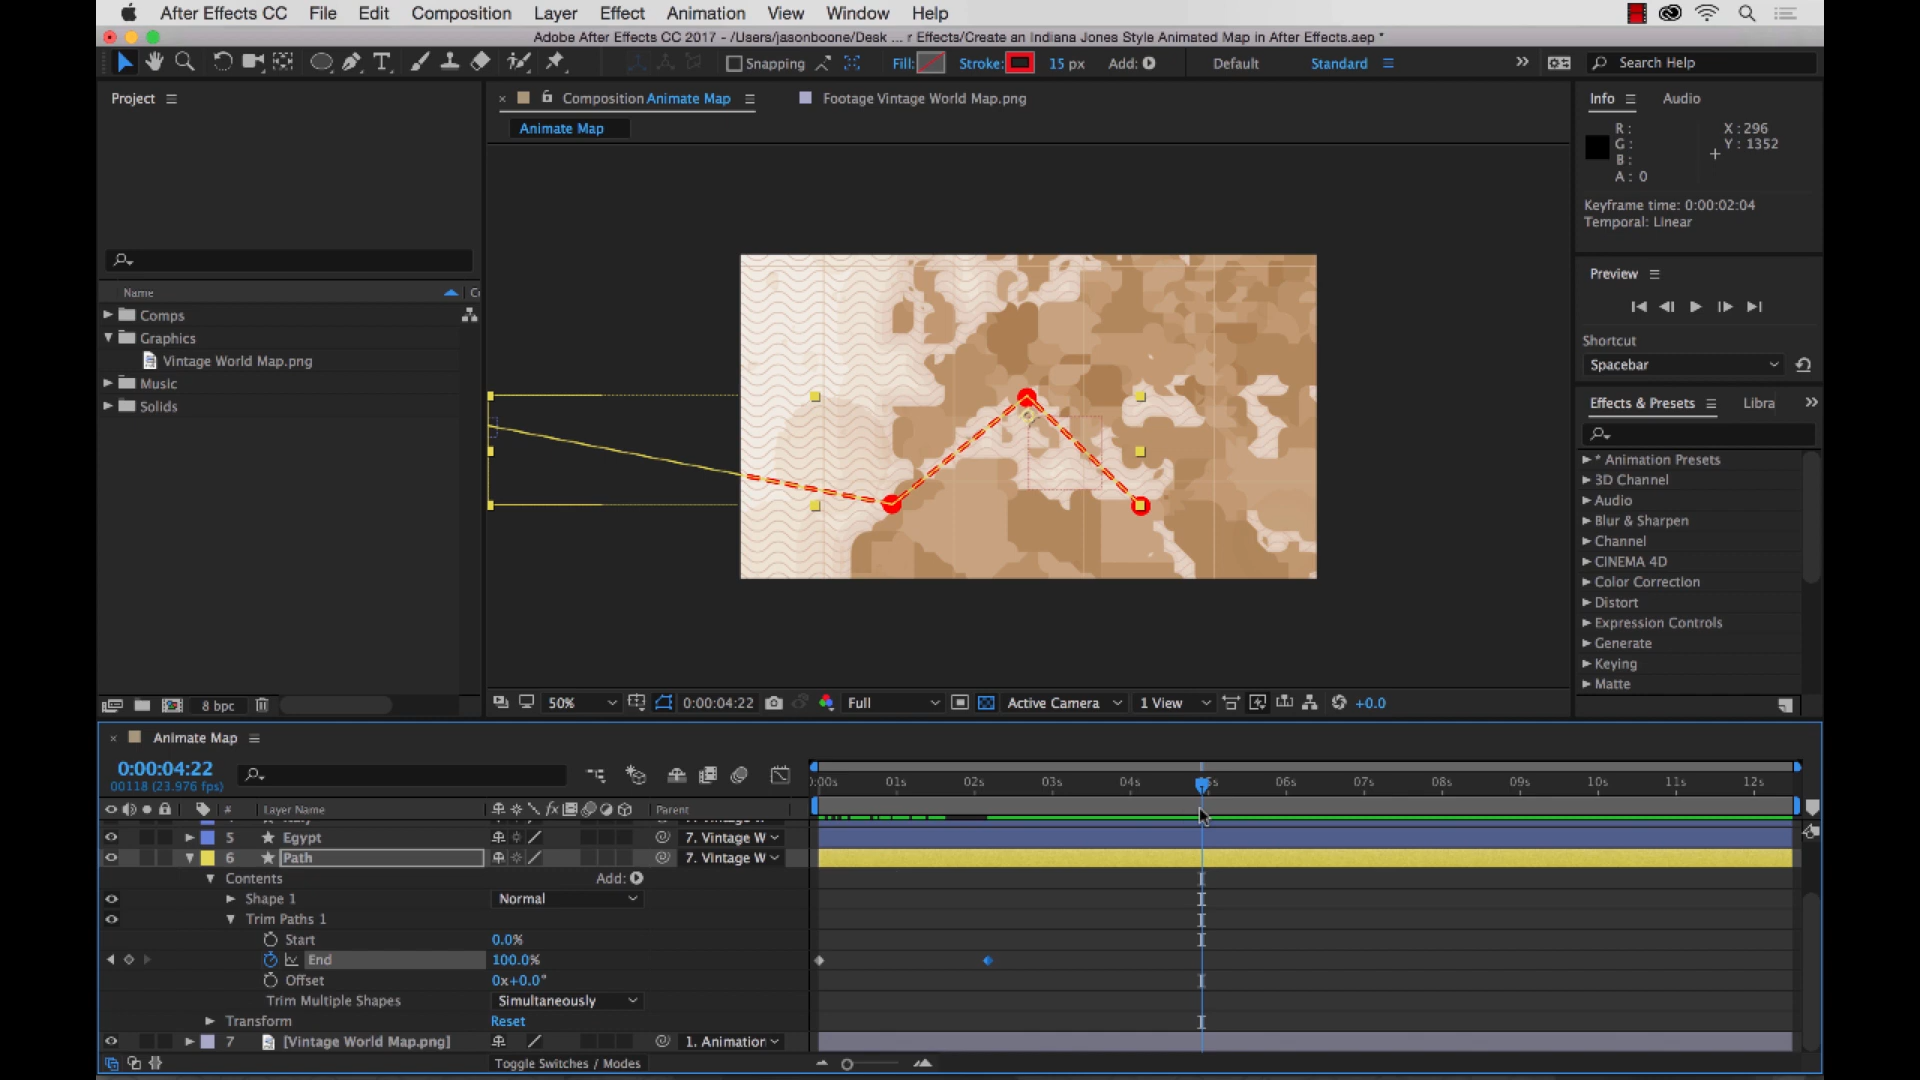 After Effects CC File Edit Composition Layer Effect Animation View Window Help
Adobe After Effects CC 2017 - /Users/jasonboone/Desk ... r Effects/Create an Indiana Jones Style Animated Map in After Effects.aep *
Snapping Fill: Stroke: 15 px Add: Default Standard Search Help
Project
Composition Animate Map Footage Vintage World Map.png
Info Audio
Animate Map
R :
G :
B :
A : 0
X : 296
Y : 1352
Keyframe time: 0:00:02:04
Temporal: Linear
Preview
Shortcut
Spacebar
Effects & Presets Libra
* Animation Presets
3D Channel
Audio
Blur & Sharpen
Channel
CINEMA 4D
Color Correction
Distort
Expression Controls
Generate
Keying
Matte
Name
Comps
Graphics
Vintage World Map.png
Music
Solids
8 bpc
50% 0:00:04:22 Full Active Camera 1 View +0.0
Animate Map
0:00:04:22
00118 (23.976 fps)
:00s 01s 02s 03s 04s 06s 07s 08s 09s 10s 11s 12s
# Layer Name fx Parent
5 Egypt 7. Vintage W
6 Path 7. Vintage W
Contents Add:
Shape 1 Normal
Trim Paths 1
Start 0.0%
End 100.0%
Offset 0x+0.0°
Trim Multiple Shapes Simultaneously
Transform Reset
7 [Vintage World Map.png] 1. Animation
Toggle Switches / Modes